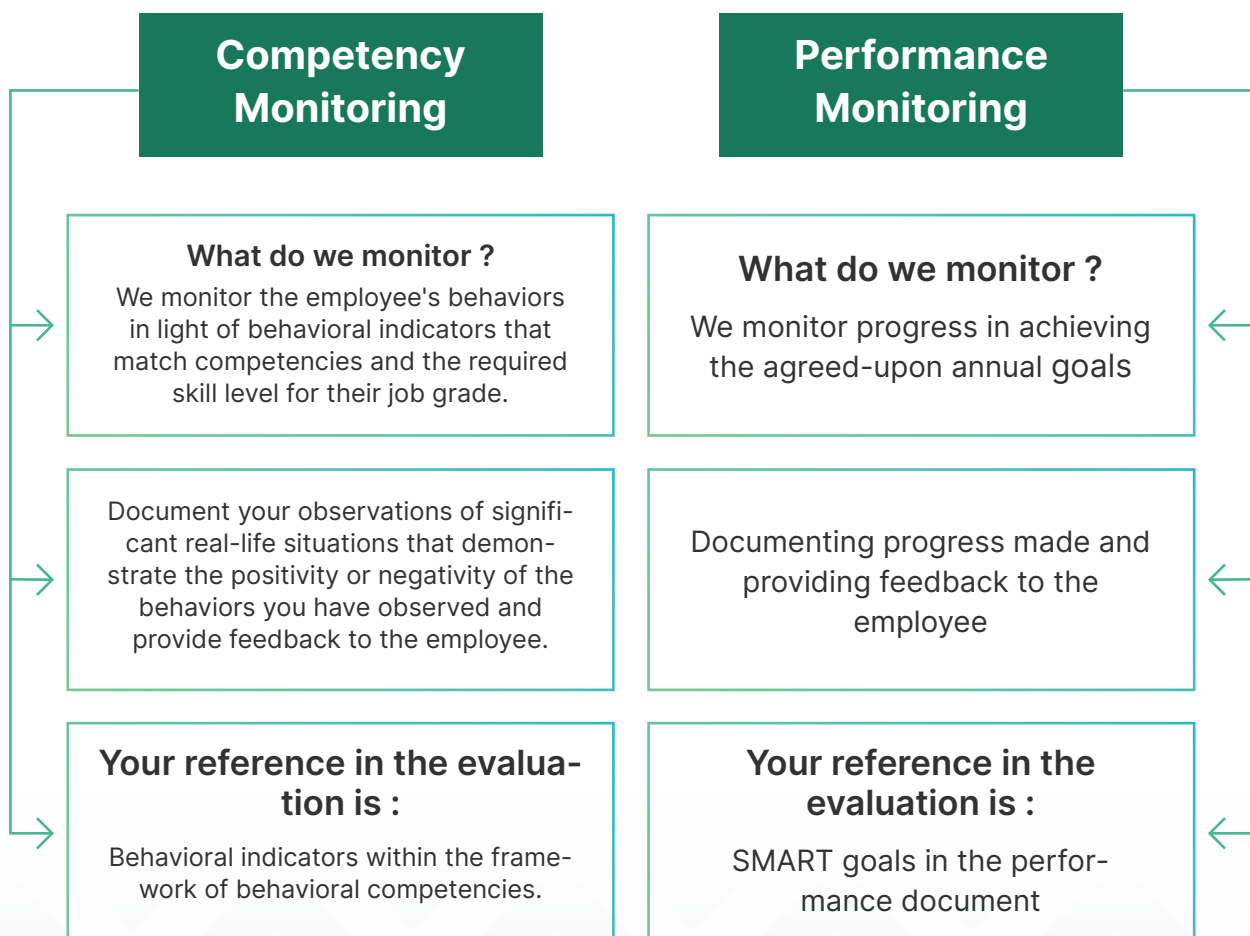 Competency
Monitoring
What do we monitor ?
We monitor the employee's behaviors
in light of behavioral indicators that
match competencies and the required
skill level for their job grade.
Document your observations of signifi-
cant real-life situations that demon-
strate the positivity or negativity of the
behaviors you have observed and
provide feedback to the employee.
Your reference in the evalua-
tion is :
Behavioral indicators within the frame-
work of behavioral competencies.
Performance
Monitoring
What do we monitor ?
We monitor progress in achieving
the agreed-upon annual goals
Documenting progress made and
providing feedback to the
employee
Your reference in the
evaluation is :
SMART goals in the perfor-
mance document